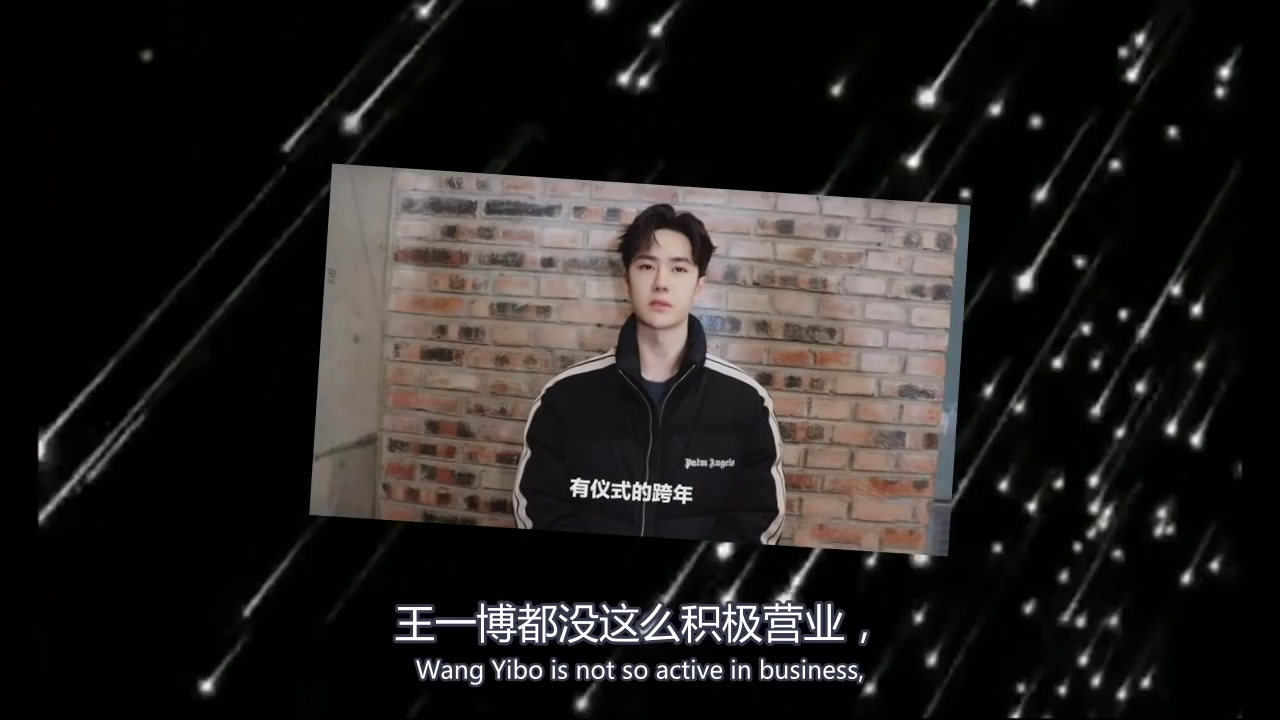 Palm Angels
有仪式的跨年
王一博都没这么积极营业，
Wang Yibo is not so active in business,